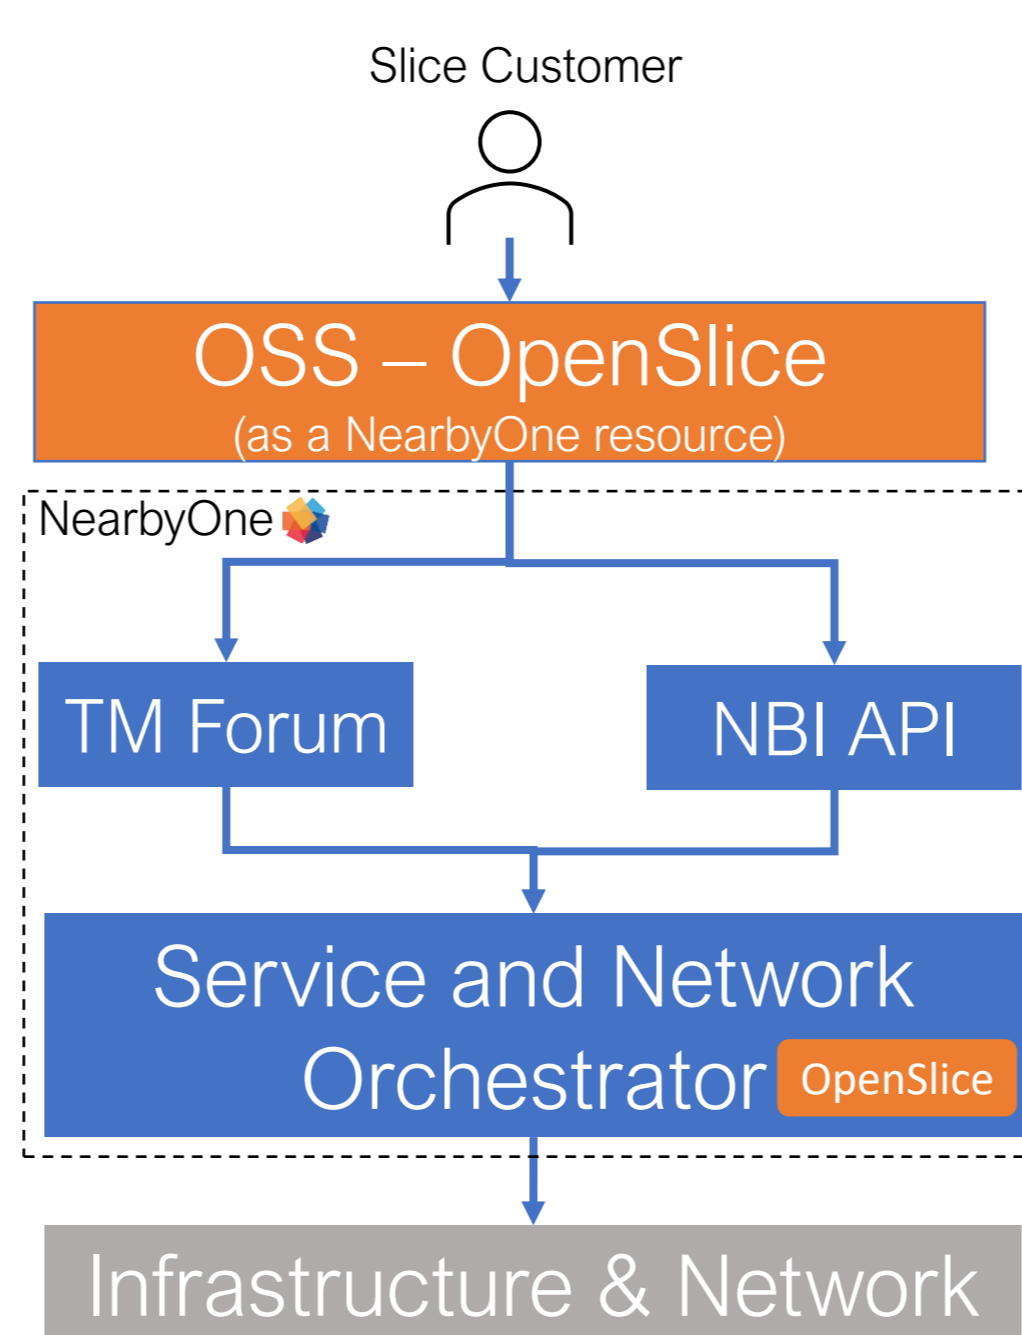 Slice Customer
OSS – OpenSlice
(as a NearbyOne resource)
NearbyOne
TM Forum
NBI API
Service and Network
Orchestrator
OpenSlice
Infrastructure & Network